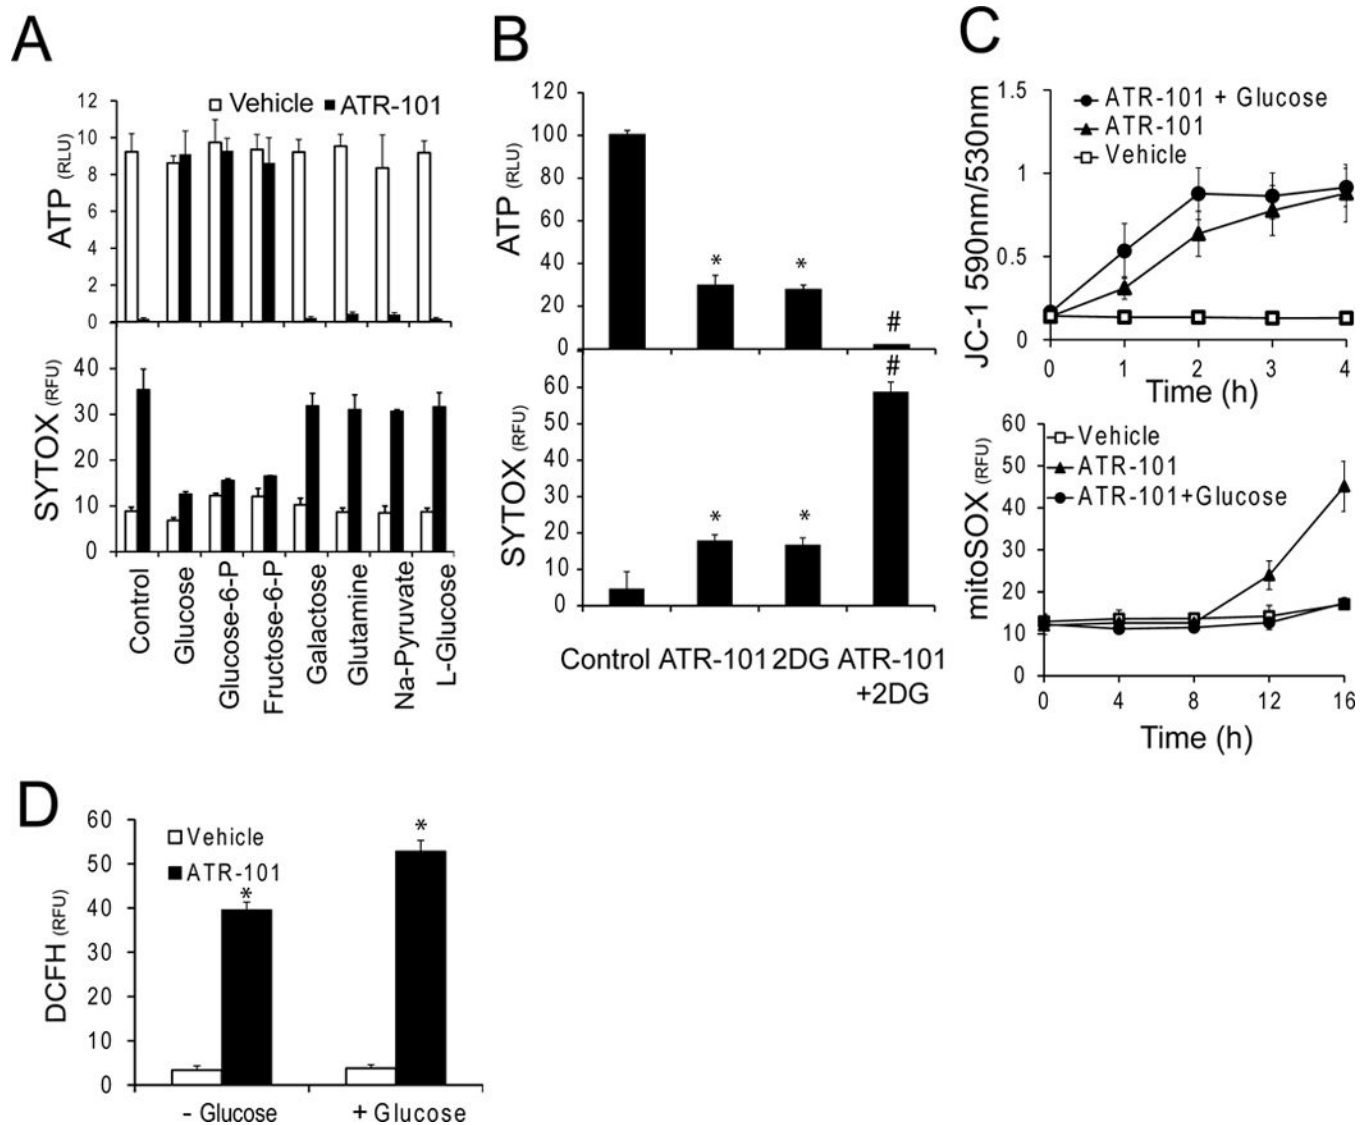 A
Vehicle ATR-101
ATP (RLU)
12
10
8
6
4
2
0
SYTOX (RFU)
40
30
20
10
0
Control
Glucose
Glucose-6-P
Fructose-6-P
Galactose
Glutamine
Na-Pyruvate
L-Glucose
B
ATP (RLU)
120
100
80
60
40
20
0
* * #
SYTOX (RFU)
60
50
40
30
20
10
0
* * #
Control ATR-101 2DG ATR-101
+2DG
C
JC-1 590nm/530nm
1.5
1
0.5
0
ATR-101 + Glucose
ATR-101
Vehicle
0 1 2 3 4
Time (h)
mitoSOX (RFU)
60
50
40
30
20
10
0
Vehicle
ATR-101
ATR-101+Glucose
0 4 8 12 16
Time (h)
D
DCFH (RFU)
60
50
40
30
20
10
0
Vehicle
ATR-101
* *
- Glucose + Glucose